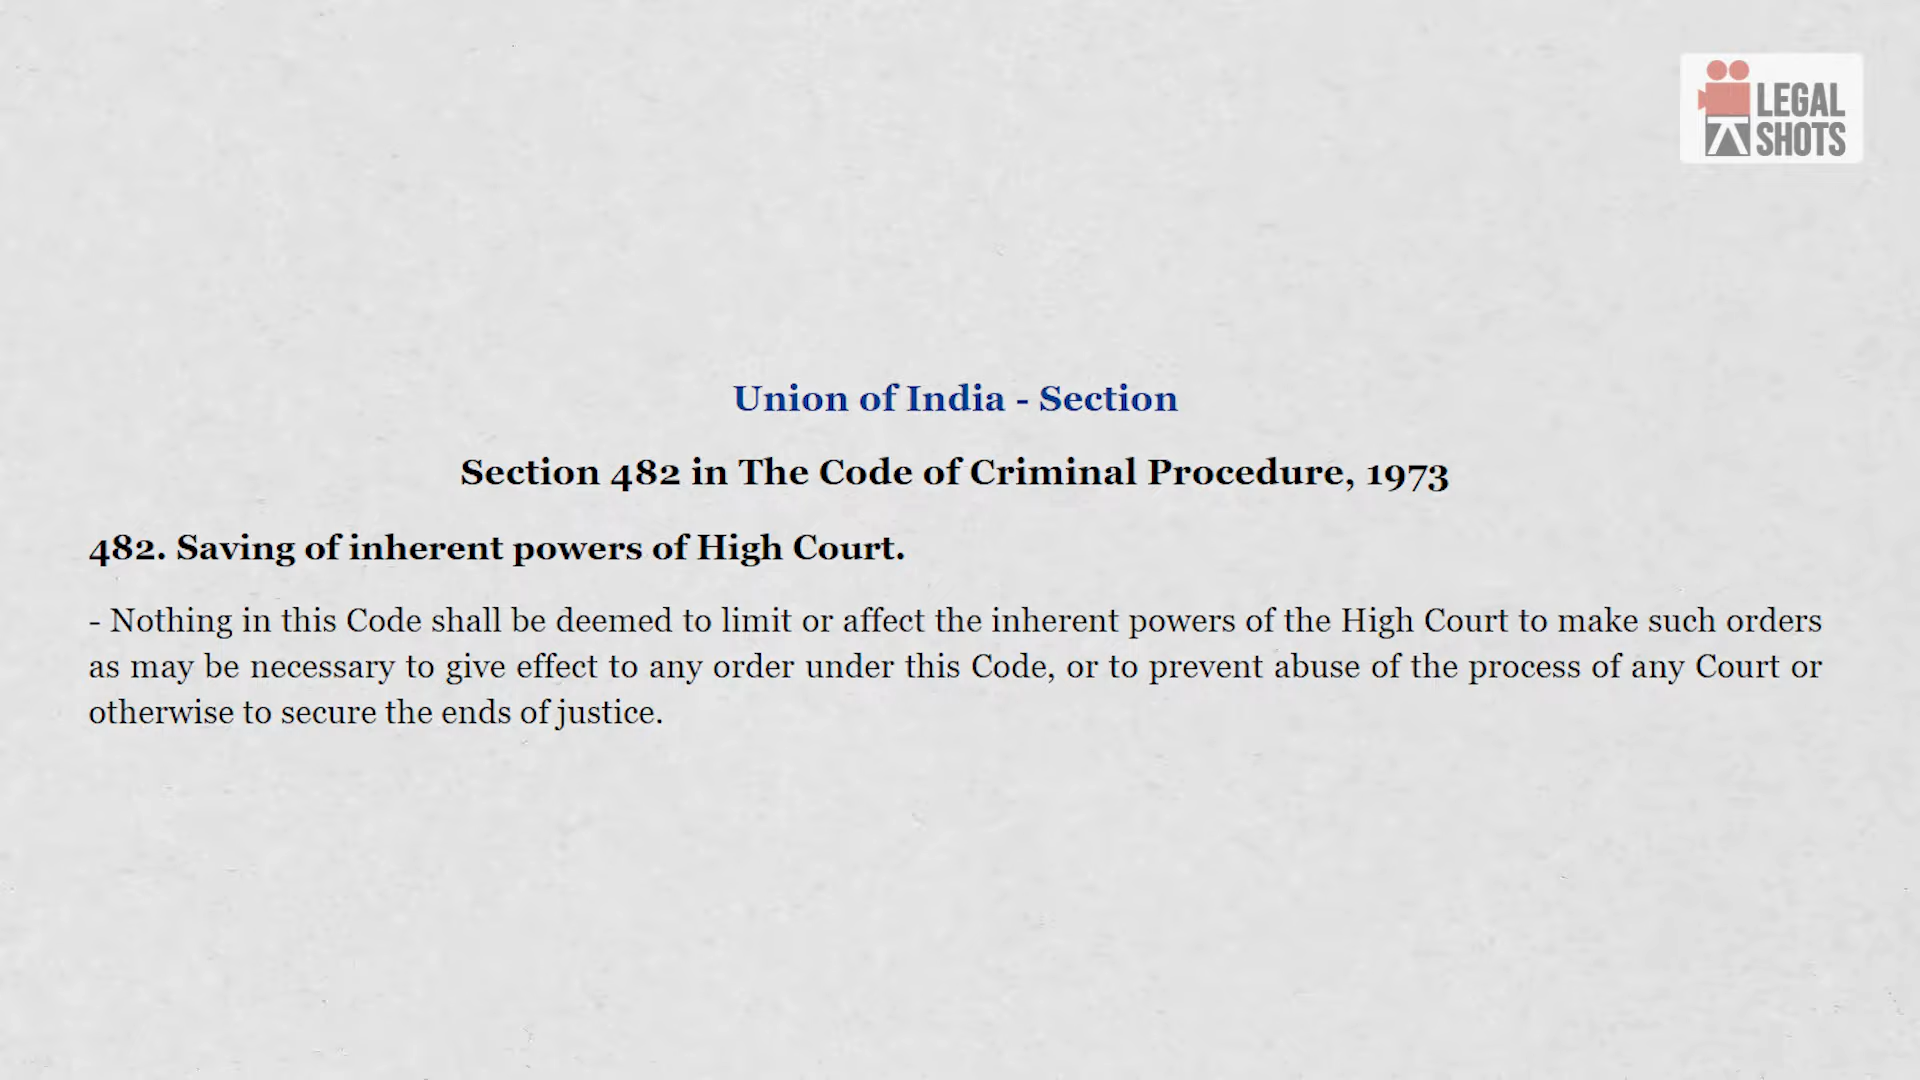 LEGAL
SHOTS
Union of India - Section
Section 482 in The Code of Criminal Procedure, 1973
482. Saving of inherent powers of High Court.
- Nothing in this Code shall be deemed to limit or affect the inherent powers of the High Court to make such orders
as may be necessary to give effect to any order under this Code, or to prevent abuse of the process of any Court or
otherwise to secure the ends of justice.